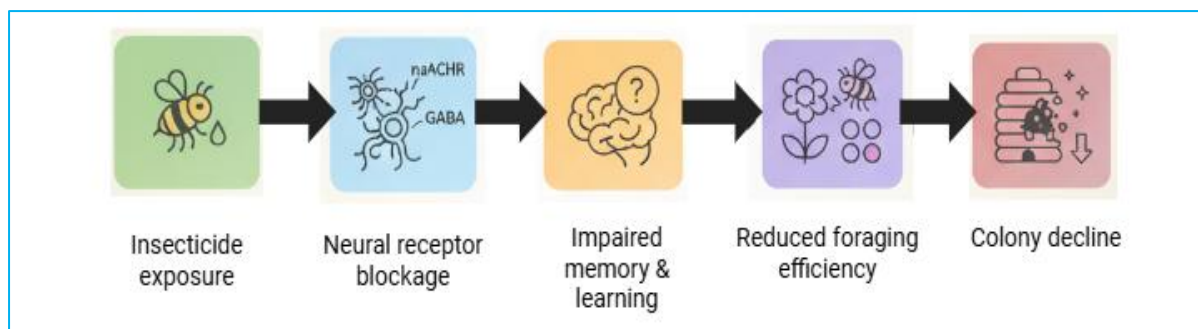 naACHR
GABA
?
Insecticide
exposure
Neural receptor
blockage
Impaired
memory &
learning
Reduced foraging
efficiency
Colony decline